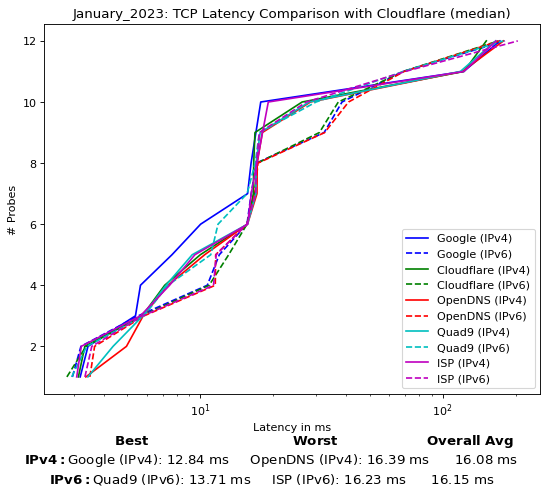 January_2023: TCP Latency Comparison with Cloudflare (median)
12
10
8
6
4
2
# Probes
10¹
10²
Latency in ms
Google (IPv4)
Google (IPv6)
Cloudflare (IPv4)
Cloudflare (IPv6)
OpenDNS (IPv4)
OpenDNS (IPv6)
Quad9 (IPv4)
Quad9 (IPv6)
ISP (IPv4)
ISP (IPv6)
Best Worst Overall Avg
IPv4: Google (IPv4): 12.84 ms OpenDNS (IPv4): 16.39 ms 16.08 ms
IPv6: Quad9 (IPv6): 13.71 ms ISP (IPv6): 16.23 ms 16.15 ms